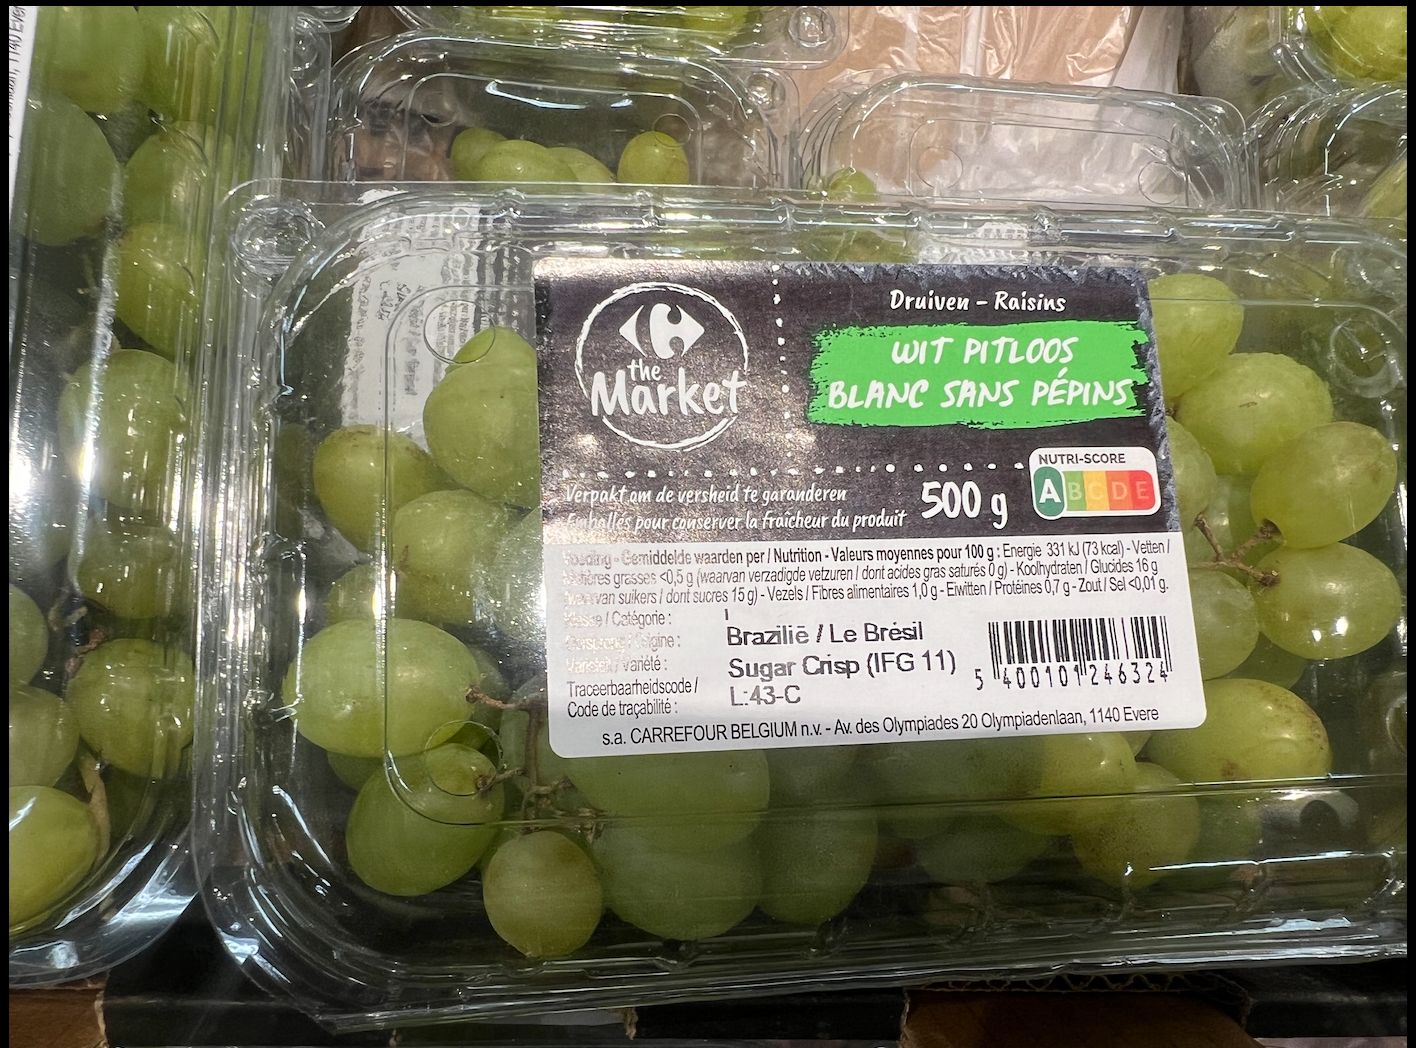 the
Market
Druiven - Raisins
WIT PITLOOS
BLANC SANS PÉPINS
NUTRI-SCORE
A B C D E
Verpakt om de versheid te garanderen
Emballés pour conserver la fraîcheur du produit
500 g
Voeding - Gemiddelde waarden per / Nutrition - Valeurs moyennes pour 100 g : Energie 331 kJ (73 kcal) - Vetten /
Matières grasses <0,5 g (waarvan verzadigde vetzuren / dont acides gras saturés 0 g) - Koolhydraten / Glucides 16 g
(waarvan suikers / dont sucres 15 g) - Vezels / Fibres alimentaires 1,0 g - Eiwitten / Protéines 0,7 g - Zout / Sel <0,01 g.
Klasse / Catégorie : I
Oorsprong / Origine : Brazilië / Le Brésil
Variëteit / Variété : Sugar Crisp (IFG 11)
Traceerbaarheidscode /
Code de traçabilité : L:43-C
5 400101 246324
s.a. CARREFOUR BELGIUM n.v. - Av. des Olympiades 20 Olympiadenlaan, 1140 Evere